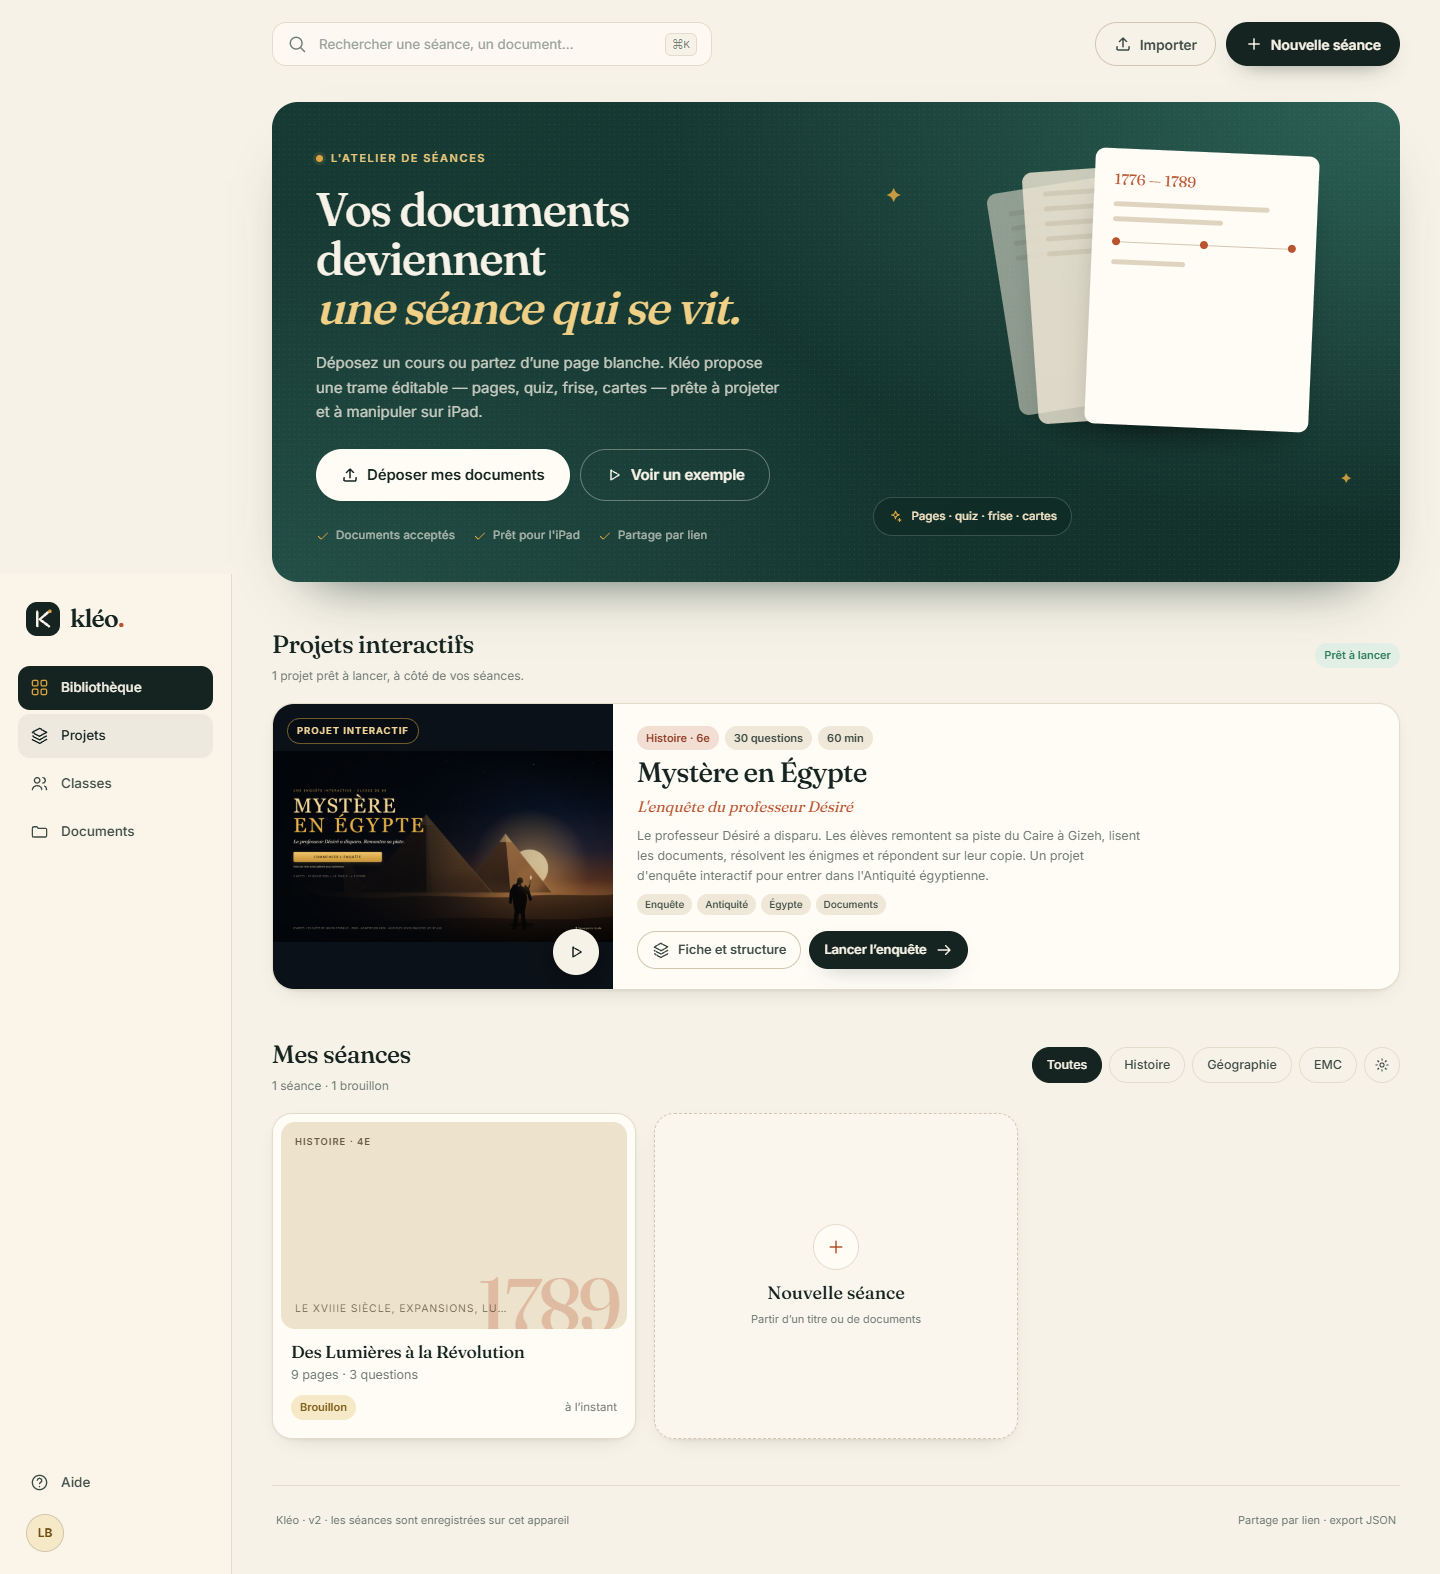 Rechercher une séance, un document...
⌘K
Importer
Nouvelle séance
L'ATELIER DE SÉANCES
Vos documents
deviennent
une séance qui se vit.
Déposez un cours ou partez d'une page blanche. Kléo propose
une trame éditable — pages, quiz, frise, cartes — prête à projeter
et à manipuler sur iPad.
Déposer mes documents
Voir un exemple
Documents acceptés
Prêt pour l'iPad
Partage par lien
1776 — 1789
Pages · quiz · frise · cartes
kléo.
Bibliothèque
Projets
Classes
Documents
Aide
LB
Projets interactifs
1 projet prêt à lancer, à côté de vos séances.
Prêt à lancer
PROJET INTERACTIF
MYSTÈRE
EN ÉGYPTE
Le professeur Désiré a disparu. Remontez sa piste.
Histoire · 6e
30 questions
60 min
Mystère en Égypte
L'enquête du professeur Désiré
Le professeur Désiré a disparu. Les élèves remontent sa piste du Caire à Gizeh, lisent
les documents, résolvent les énigmes et répondent sur leur copie. Un projet
d'enquête interactif pour entrer dans l'Antiquité égyptienne.
Enquête
Antiquité
Égypte
Documents
Fiche et structure
Lancer l'enquête
Mes séances
1 séance · 1 brouillon
Toutes
Histoire
Géographie
EMC
HISTOIRE · 4E
1789
LE XVIIIE SIÈCLE, EXPANSIONS, LU...
Des Lumières à la Révolution
9 pages · 3 questions
Brouillon
à l'instant
Nouvelle séance
Partir d'un titre ou de documents
Kléo · v2 · les séances sont enregistrées sur cet appareil
Partage par lien · export JSON